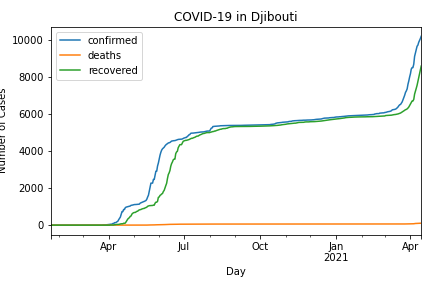 COVID-19 in Djibouti
confirmed
deaths
recovered
10000
8000
6000
4000
2000
0
Number of Cases
Apr
Jul
Oct
Jan
2021
Apr
Day